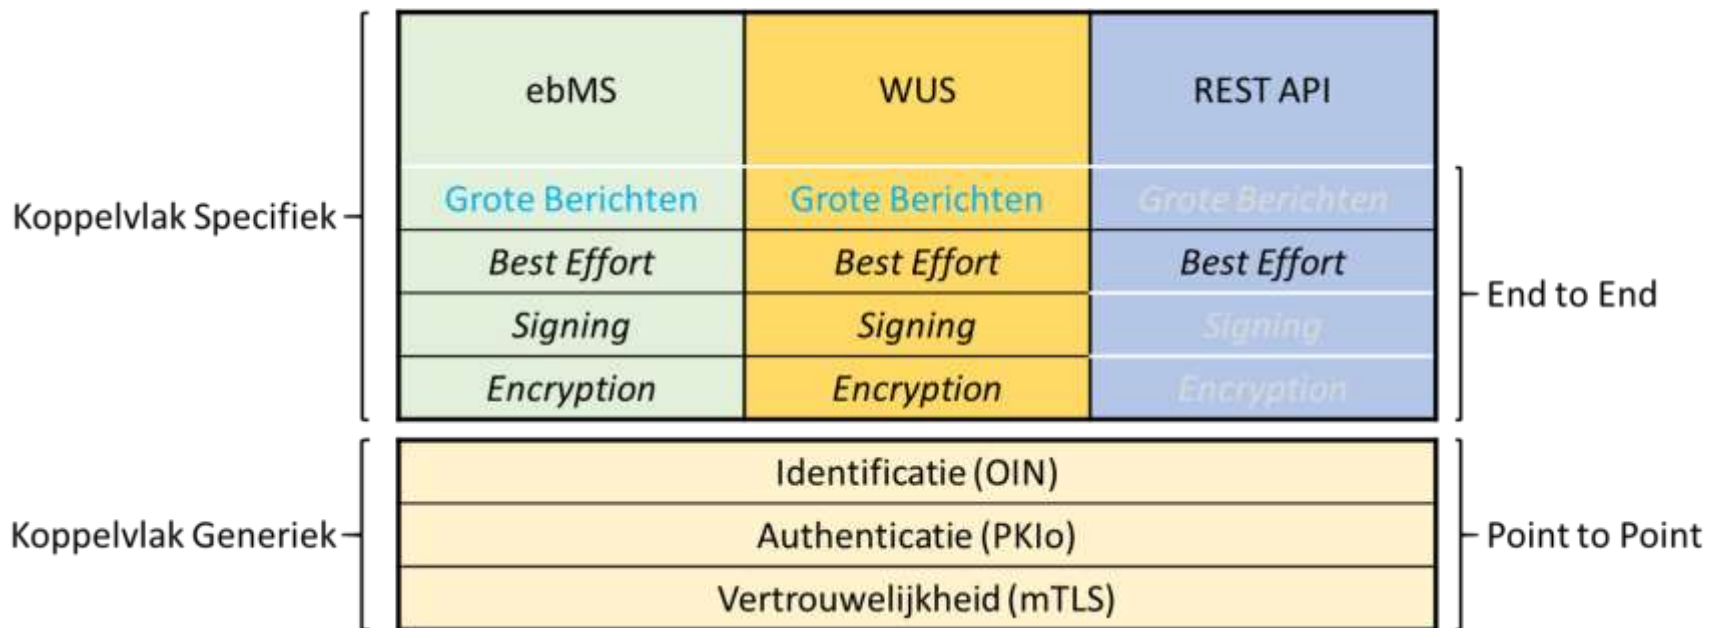 ebMS WUS REST API
Koppelvlak Specifiek
Grote Berichten Grote Berichten Grote Berichten
Best Effort Best Effort Best Effort
End to End
Signing Signing Signing
Encryption Encryption Encryption
Identificatie (OIN)
Koppelvlak Generiek
Authenticatie (PKIo)
Point to Point
Vertrouwelijkheid (mTLS)